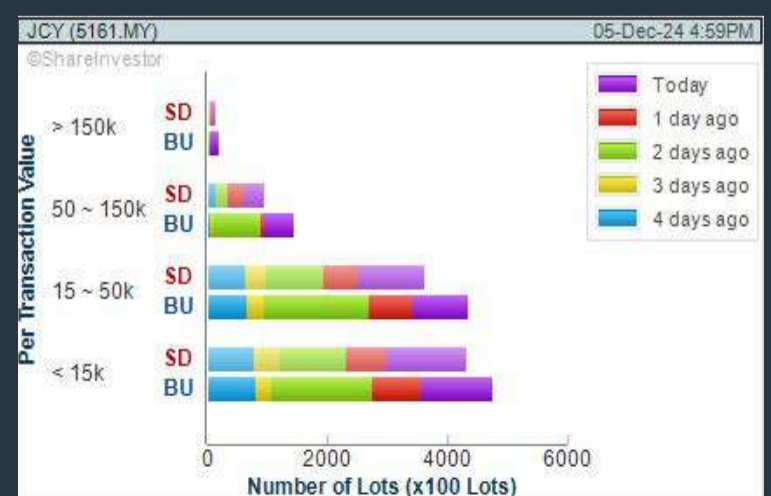 JCY (5161.MY) 05-Dec-24 4:59PM
©ShareInvestor
Today
1 day ago
2 days ago
3 days ago
4 days ago
Per Transaction Value
> 150k
SD
BU
50 ~ 150k
SD
BU
15 ~ 50k
SD
BU
< 15k
SD
BU
0 2000 4000 6000
Number of Lots (x100 Lots)